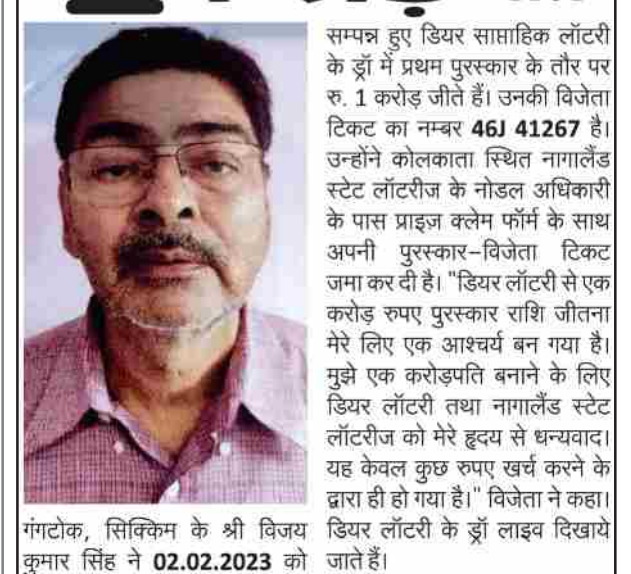 गंगटोक, सिक्किम के श्री विजय
कुमार सिंह ने 02.02.2023 को
सम्पन्न हुए डियर साप्ताहिक लॉटरी
के ड्रॉ में प्रथम पुरस्कार के तौर पर
रु. 1 करोड़ जीते हैं। उनकी विजेता
टिकट का नम्बर 46J 41267 है।
उन्होंने कोलकाता स्थित नागालैंड
स्टेट लॉटरीज के नोडल अधिकारी
के पास प्राइज़ क्लेम फॉर्म के साथ
अपनी पुरस्कार-विजेता टिकट
जमा कर दी है। "डियर लॉटरी से एक
करोड़ रुपए पुरस्कार राशि जीतना
मेरे लिए एक आश्चर्य बन गया है।
मुझे एक करोड़पति बनाने के लिए
डियर लॉटरी तथा नागालैंड स्टेट
लॉटरीज को मेरे हृदय से धन्यवाद।
यह केवल कुछ रुपए खर्च करने के
द्वारा ही हो गया है।" विजेता ने कहा।
डियर लॉटरी के ड्रॉ लाइव दिखाये
जाते हैं।